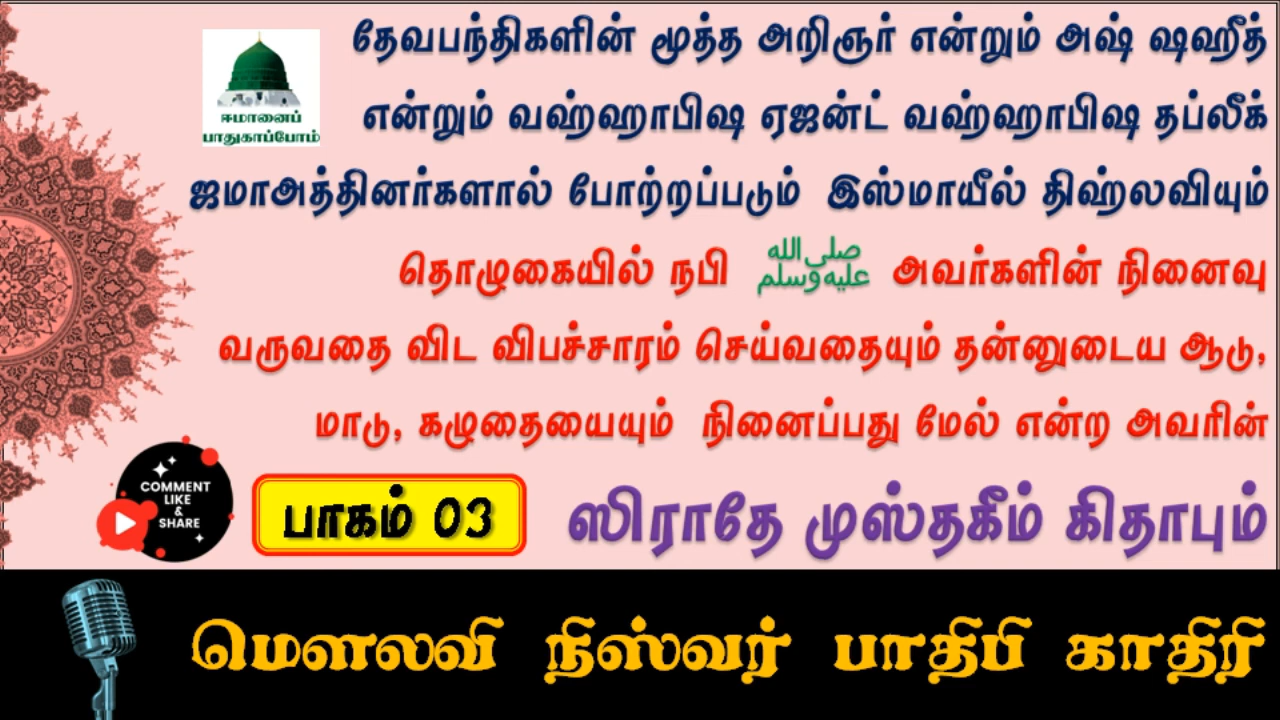 தேவபந்திகளின் மூத்த அறிஞர் என்றும் அஷ் ஷஹீத்
என்றும் வஹ்ஹாபிஷ ஏஜன்ட் வஹ்ஹாபிஷ தப்லீக்
ஜமாஅத்தினர்களால் போற்றப்படும் இஸ்மாயீல் திஹ்லவியும்
தொழுகையில் நபி صلى الله عليه وسلم அவர்களின் நினைவு
வருவதை விட விபச்சாரம் செய்வதையும் தன்னுடைய ஆடு,
மாடு, கழுதையையும் நினைப்பது மேல் என்ற அவரின்
ஸிராதே முஸ்தகீம் கிதாபும்
பாகம் 03
ஈமானைப்
பாதுகாப்போம்
COMMENT
LIKE
&
SHARE
மௌலவி நிஸ்வர் பாதிபி காதிரி